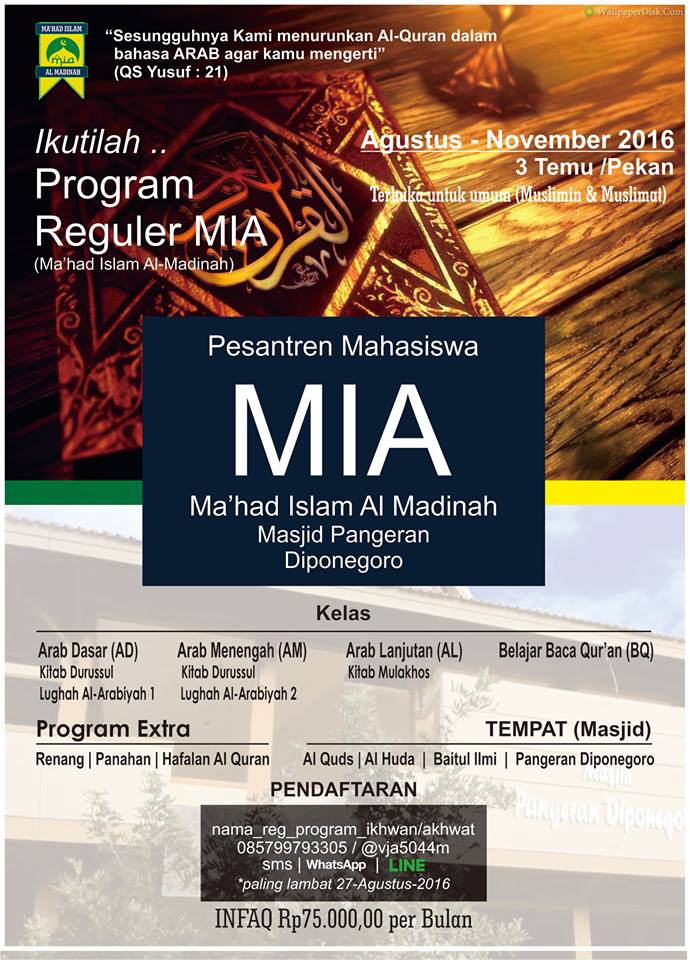 WallpaperDisk.Com
MA'HAD ISLAM
mia
AL MADINAH
“Sesungguhnya Kami menurunkan Al-Quran dalam
bahasa ARAB agar kamu mengerti”
(QS Yusuf : 21)
Ikutilah ..
Program
Reguler MIA
(Ma’had Islam Al-Madinah)
Agustus - November 2016
3 Temu /Pekan
Terbuka untuk umum (Muslimin & Muslimat)
القرآن الكريم
Pesantren Mahasiswa
MIA
Ma’had Islam Al Madinah
Masjid Pangeran
Diponegoro
Kelas
Arab Dasar (AD)
Kitab Durussul
Lughah Al-Arabiyah 1
Arab Menengah (AM)
Kitab Durussul
Lughah Al-Arabiyah 2
Arab Lanjutan (AL)
Kitab Mulakhos
Belajar Baca Qur’an (BQ)
Program Extra
Renang | Panahan | Hafalan Al Quran
TEMPAT (Masjid)
Al Quds | Al Huda | Baitul Ilmi | Pangeran Diponegoro
Masjid
Pangeran Diponegoro
PENDAFTARAN
nama_reg_program_ikhwan/akhwat
085799793305 / @vja5044m
sms | WhatsApp | LINE
*paling lambat 27-Agustus-2016
INFAQ Rp75.000,00 per Bulan